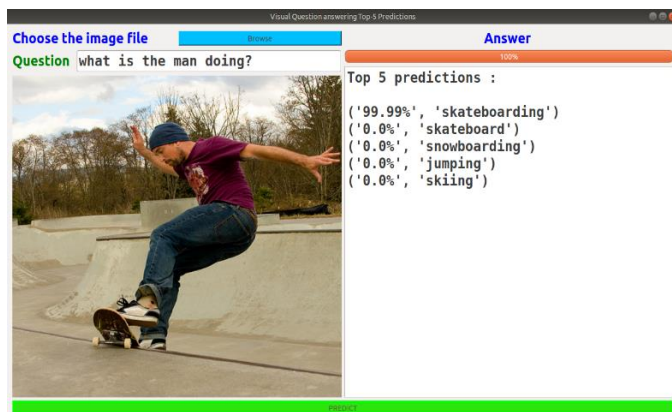 Visual Question answering Top-5 Predictions
Choose the image file
Browse
Question what is the man doing?
Answer
100%
Top 5 predictions :
('99.99%', 'skateboarding')
('0.0%', 'skateboard')
('0.0%', 'snowboarding')
('0.0%', 'jumping')
('0.0%', 'skiing')
PREDICT